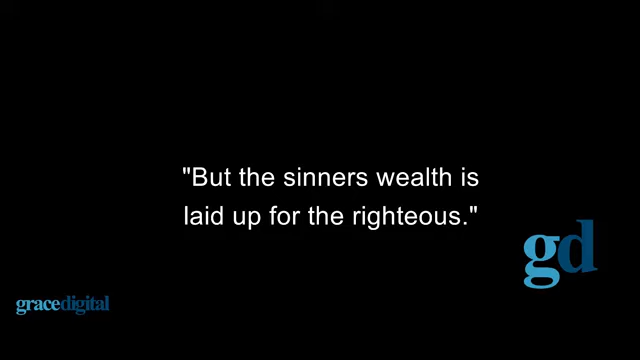 "But the sinners wealth is
laid up for the righteous."
gd
gracedigital